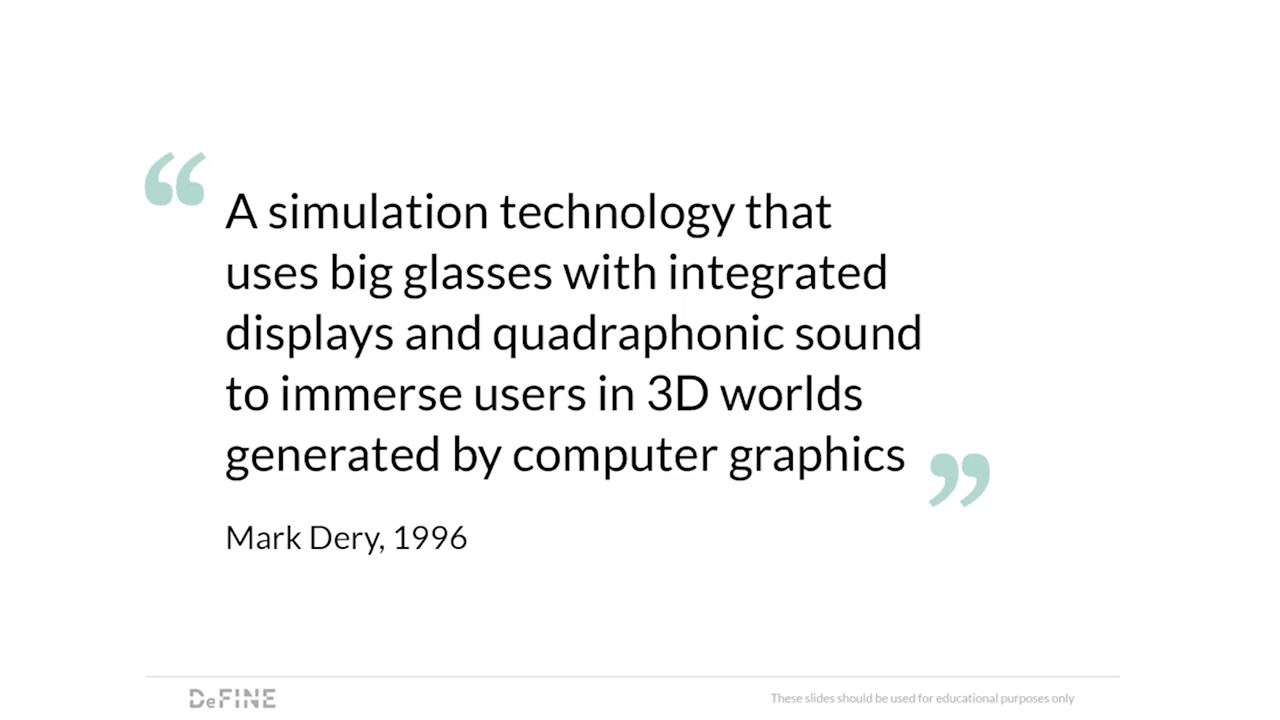 “
A simulation technology that
uses big glasses with integrated
displays and quadraphonic sound
to immerse users in 3D worlds
generated by computer graphics ”
Mark Dery, 1996
DeFINE
These slides should be used for educational purposes only